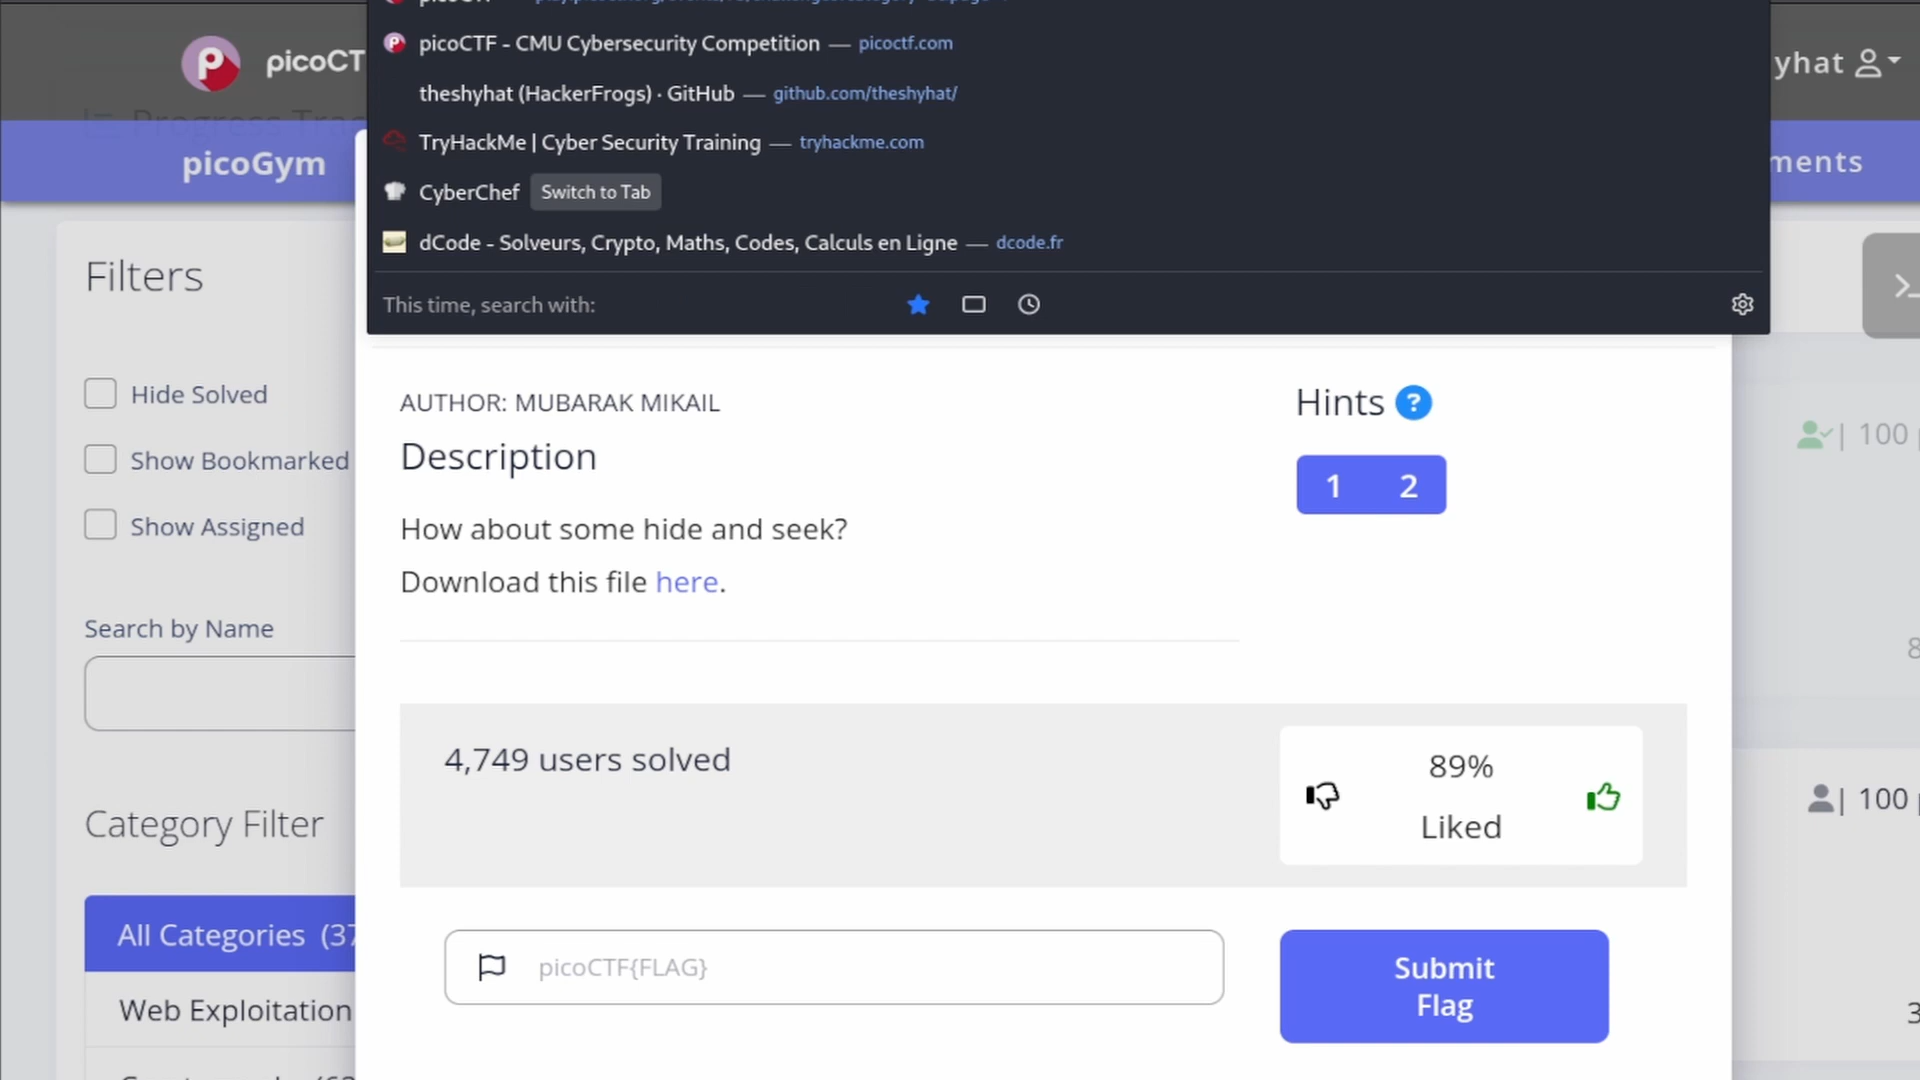 picoCT
picoCTF - CMU Cybersecurity Competition — picoctf.com
theshyhat (HackerFrogs) · GitHub — github.com/theshyhat/
TryHackMe | Cyber Security Training — tryhackme.com
CyberChef Switch to Tab
dCode - Solveurs, Crypto, Maths, Codes, Calculs en Ligne — dcode.fr
This time, search with:
yhat
Progress Trac
picoGym
ments
Filters
Hide Solved
Show Bookmarked
Show Assigned
Search by Name
Category Filter
All Categories (37
Web Exploitation
AUTHOR: MUBARAK MIKAIL
Description
How about some hide and seek?
Download this file here.
Hints ?
1 2
4,749 users solved
89%
Liked
picoCTF{FLAG}
Submit
Flag
| 100
8
| 100
3